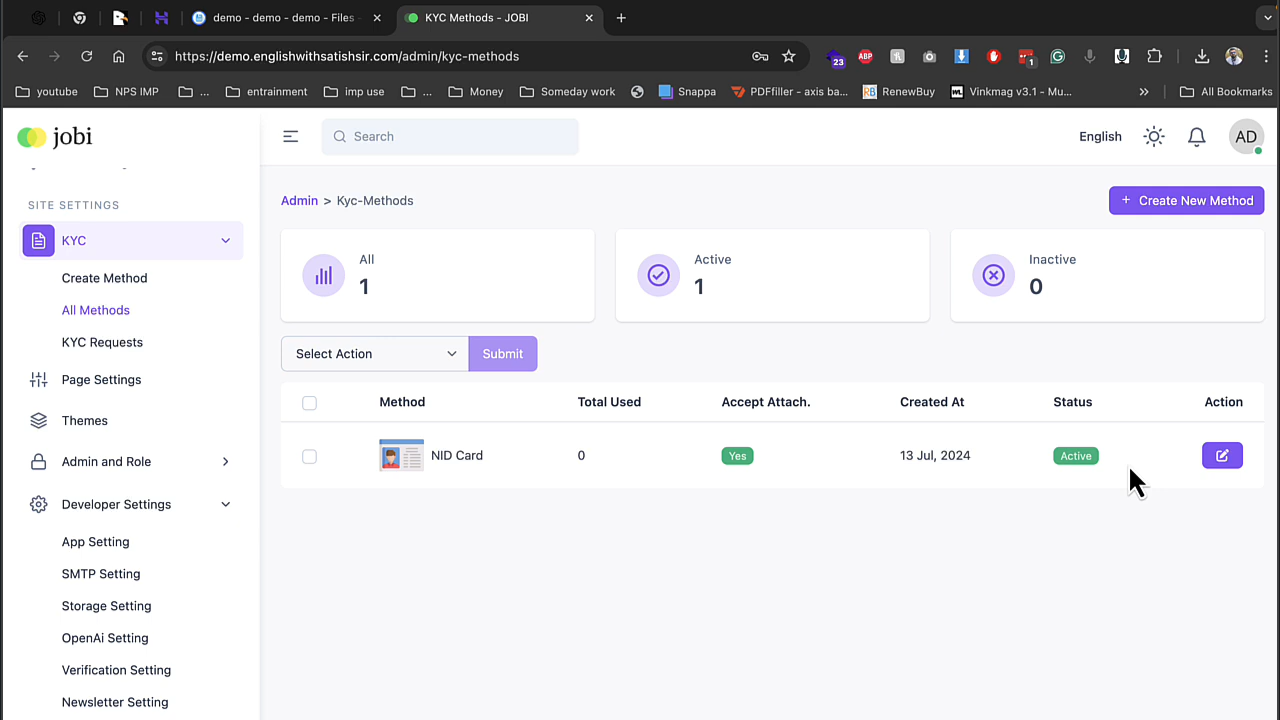 demo - demo - demo - Files
KYC Methods - JOBI
https://demo.englishwithsatishsir.com/admin/kyc-methods
23
ABP
1
youtube
NPS IMP
...
entrainment
imp use
...
Money
Someday work
Snappa
PDFfiller - axis ba...
RenewBuy
Vinkmag v3.1 - Mu...
All Bookmarks
jobi
Search
English
AD
SITE SETTINGS
KYC
Create Method
All Methods
KYC Requests
Page Settings
Themes
Admin and Role
Developer Settings
App Setting
SMTP Setting
Storage Setting
OpenAi Setting
Verification Setting
Newsletter Setting
Admin > Kyc-Methods
+ Create New Method
All
1
Active
1
Inactive
0
Select Action
Submit
Method Total Used Accept Attach. Created At Status Action
NID Card 0 Yes 13 Jul, 2024 Active